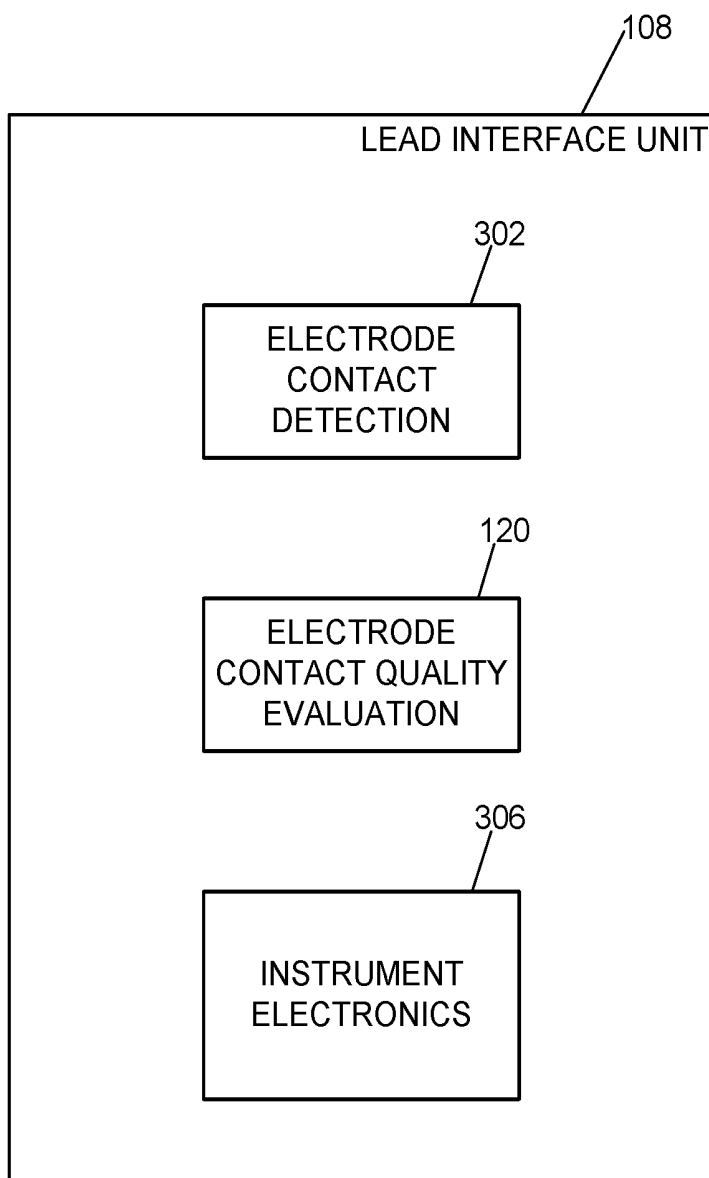 108
LEAD INTERFACE UNIT
302
ELECTRODE
CONTACT
DETECTION
120
ELECTRODE
CONTACT QUALITY
EVALUATION
306
INSTRUMENT
ELECTRONICS